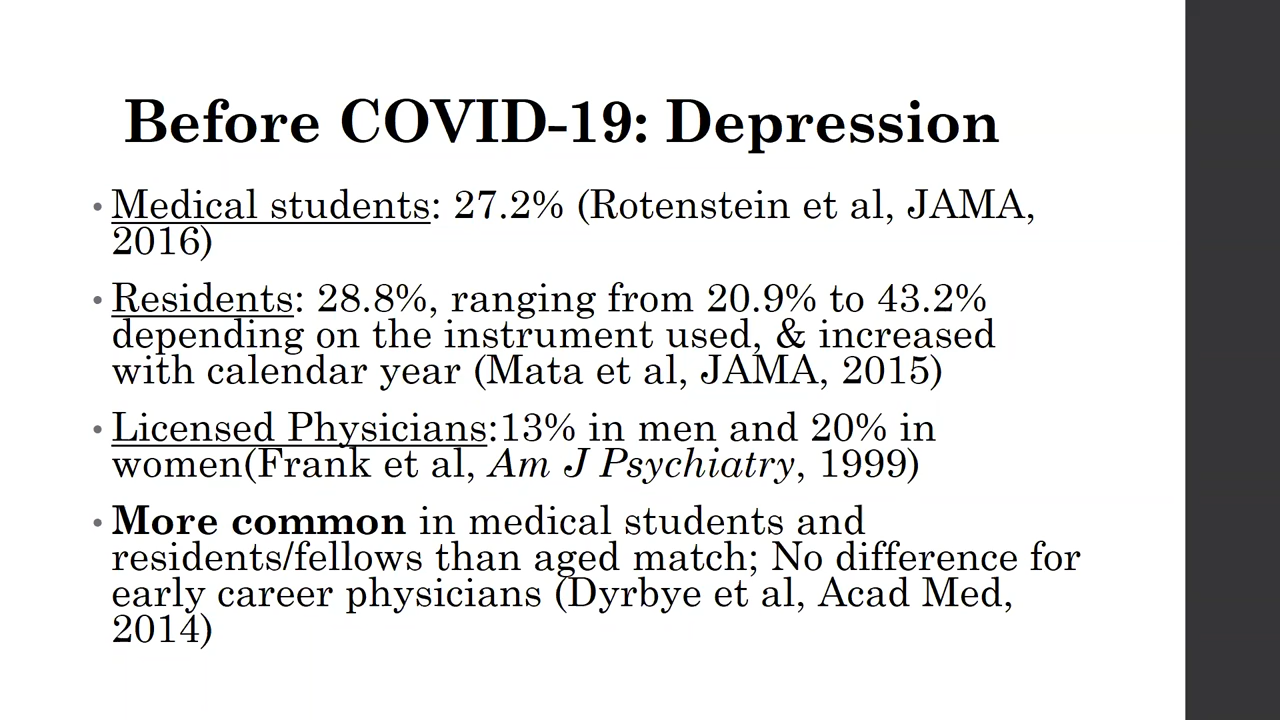 Before COVID-19: Depression
• Medical students: 27.2% (Rotenstein et al, JAMA,
2016)
• Residents: 28.8%, ranging from 20.9% to 43.2%
depending on the instrument used, & increased
with calendar year (Mata et al, JAMA, 2015)
• Licensed Physicians:13% in men and 20% in
women(Frank et al, Am J Psychiatry, 1999)
• More common in medical students and
residents/fellows than aged match; No difference for
early career physicians (Dyrbye et al, Acad Med,
2014)